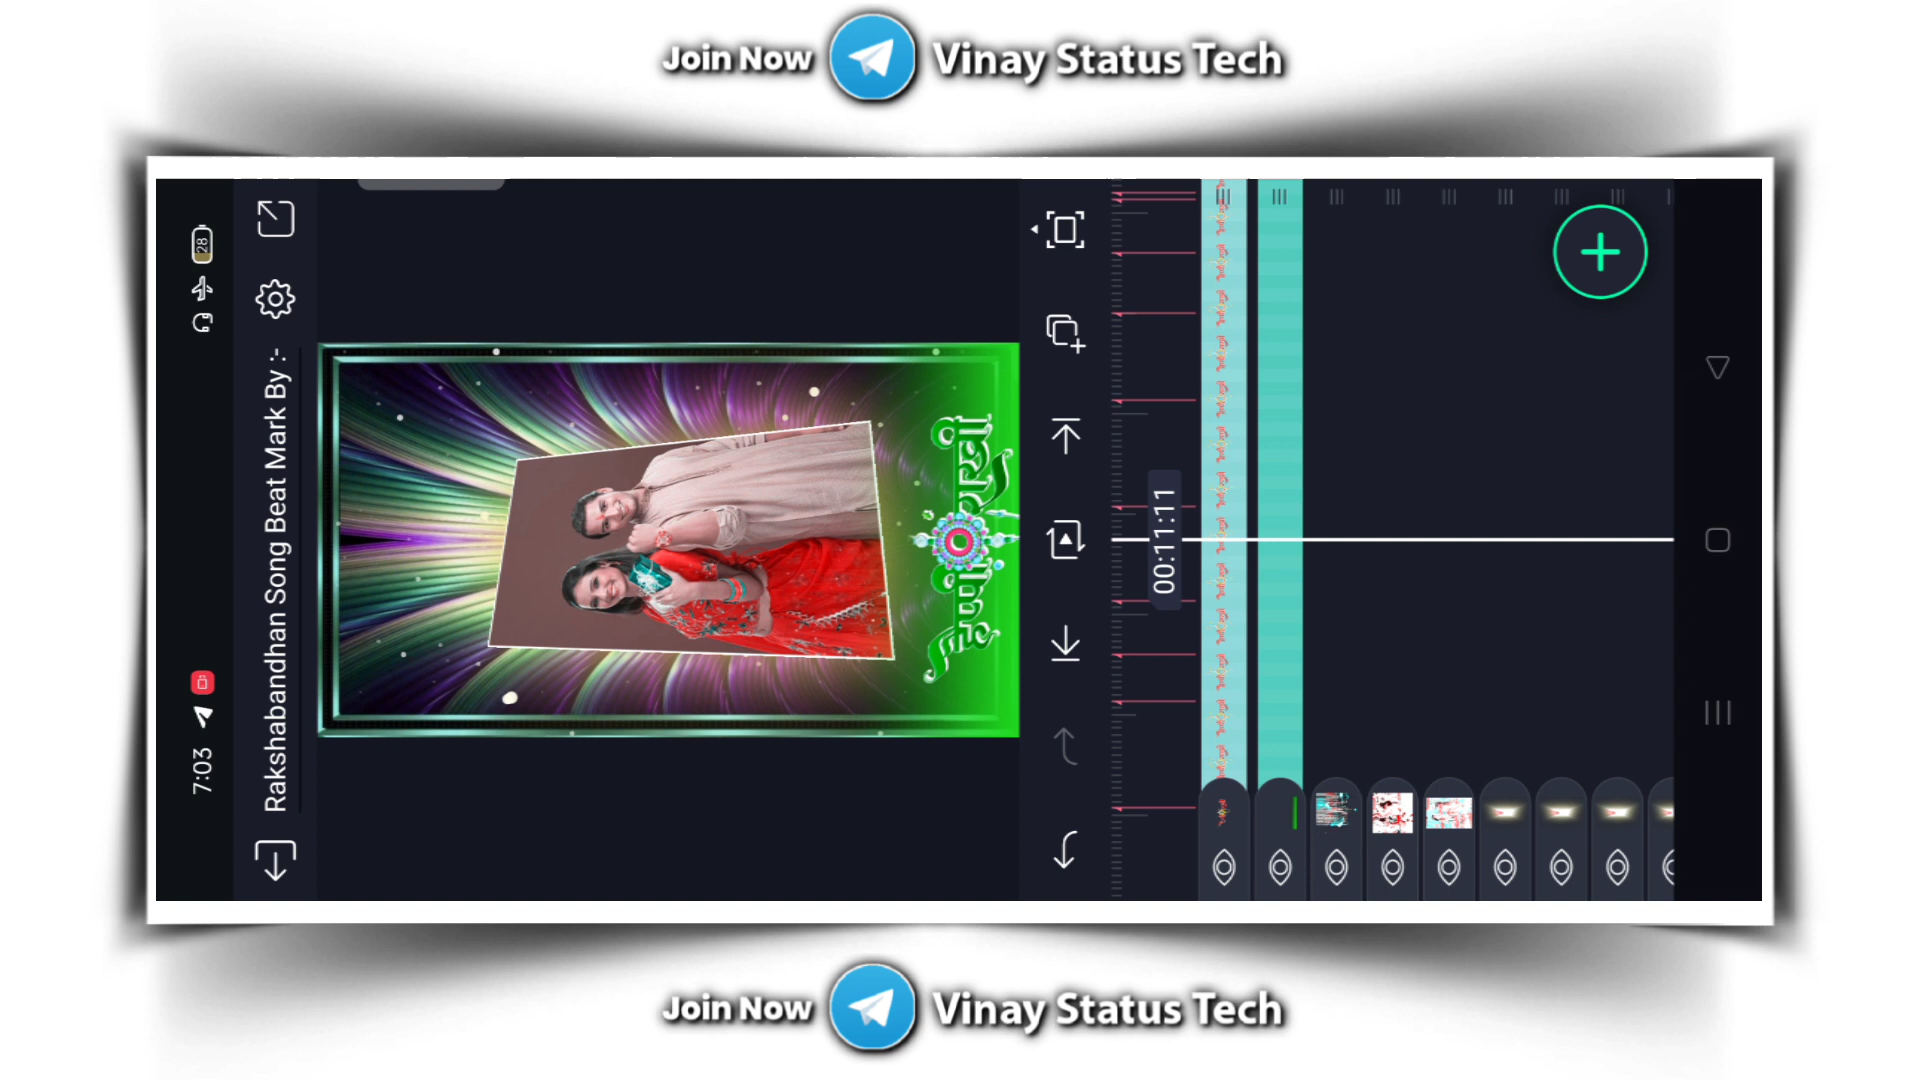 Join Now Vinay Status Tech
7:03
28
Rakshabandhan Song Beat Mark By :-
00:11:11
Join Now Vinay Status Tech